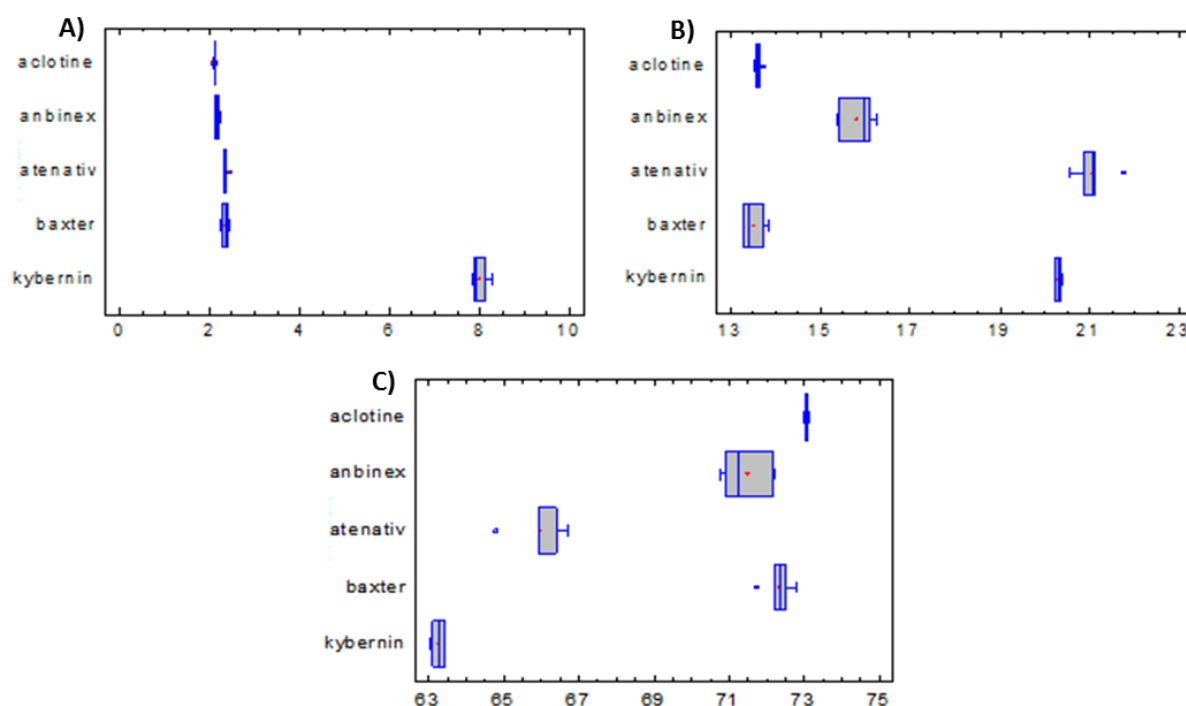 A)
aclotine
anbinex
atenativ
baxter
kybernin
0 2 4 6 8 10
B)
aclotine
anbinex
atenativ
baxter
kybernin
13 15 17 19 21 23
C)
aclotine
anbinex
atenativ
baxter
kybernin
63 65 67 69 71 73 75